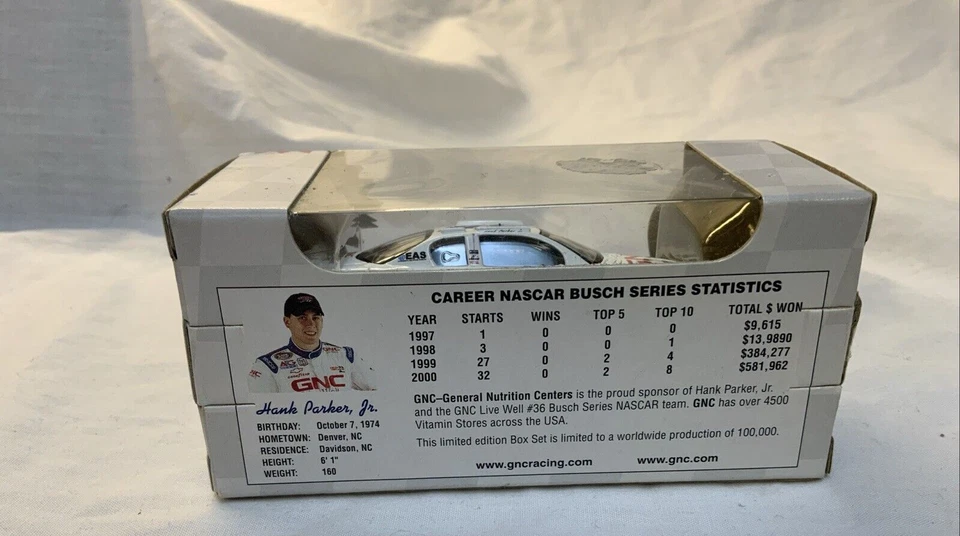 EAS
CAREER NASCAR BUSCH SERIES STATISTICS
YEAR STARTS WINS TOP 5 TOP 10 TOTAL $ WON
1997 1 0 0 0 $9,615
1998 3 0 0 1 $13,9890
1999 27 0 2 4 $384,277
2000 32 0 2 8 $581,962
GNC
Hank Parker, Jr.
BIRTHDAY: October 7, 1974
HOMETOWN: Denver, NC
RESIDENCE: Davidson, NC
HEIGHT: 6' 1"
WEIGHT: 160
GNC–General Nutrition Centers is the proud sponsor of Hank Parker, Jr.
and the GNC Live Well #36 Busch Series NASCAR team. GNC has over 4500
Vitamin Stores across the USA.
This limited edition Box Set is limited to a worldwide production of 100,000.
www.gncracing.com www.gnc.com